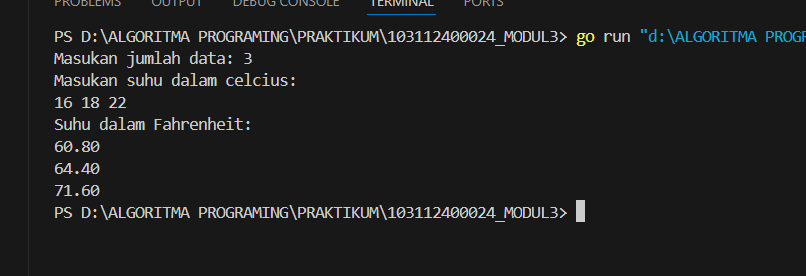 PROBLEMS OUTPUT DEBUG CONSOLE TERMINAL PORTS
PS D:\ALGORITMA PROGRAMING\PRAKTIKUM\103112400024_MODUL3> go run "d:\ALGORITMA PROGR
Masukan jumlah data: 3
Masukan suhu dalam celcius:
16 18 22
Suhu dalam Fahrenheit:
60.80
64.40
71.60
PS D:\ALGORITMA PROGRAMING\PRAKTIKUM\103112400024_MODUL3>